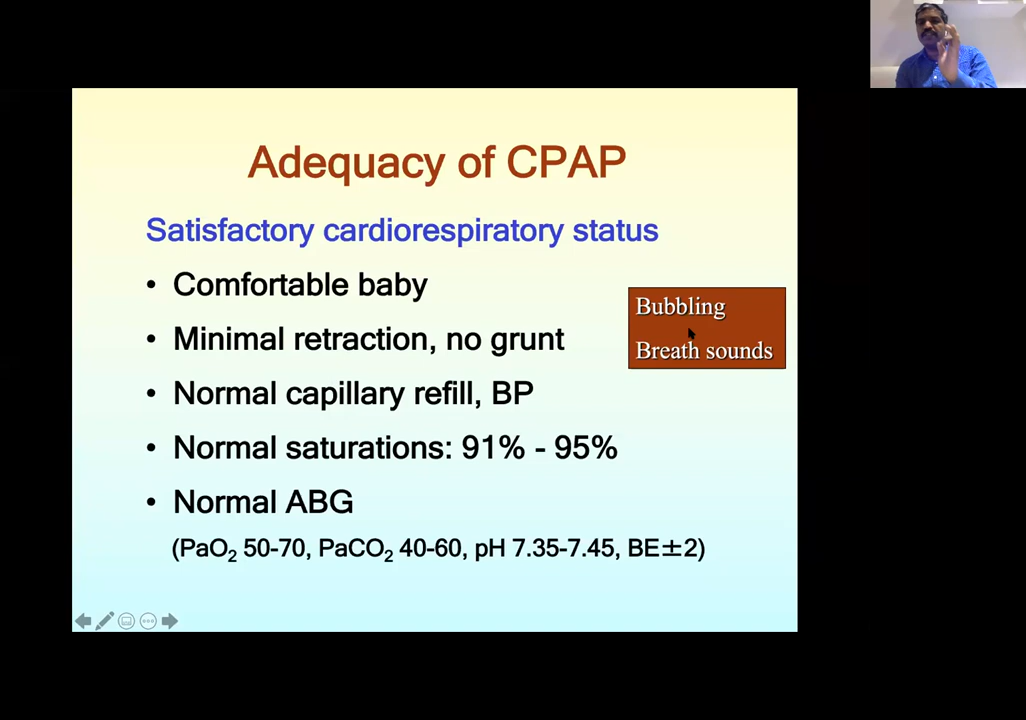 Adequacy of CPAP
Satisfactory cardiorespiratory status
• Comfortable baby
• Minimal retraction, no grunt
• Normal capillary refill, BP
• Normal saturations: 91% - 95%
• Normal ABG
(PaO₂ 50-70, PaCO₂ 40-60, pH 7.35-7.45, BE±2)
Bubbling
Breath sounds